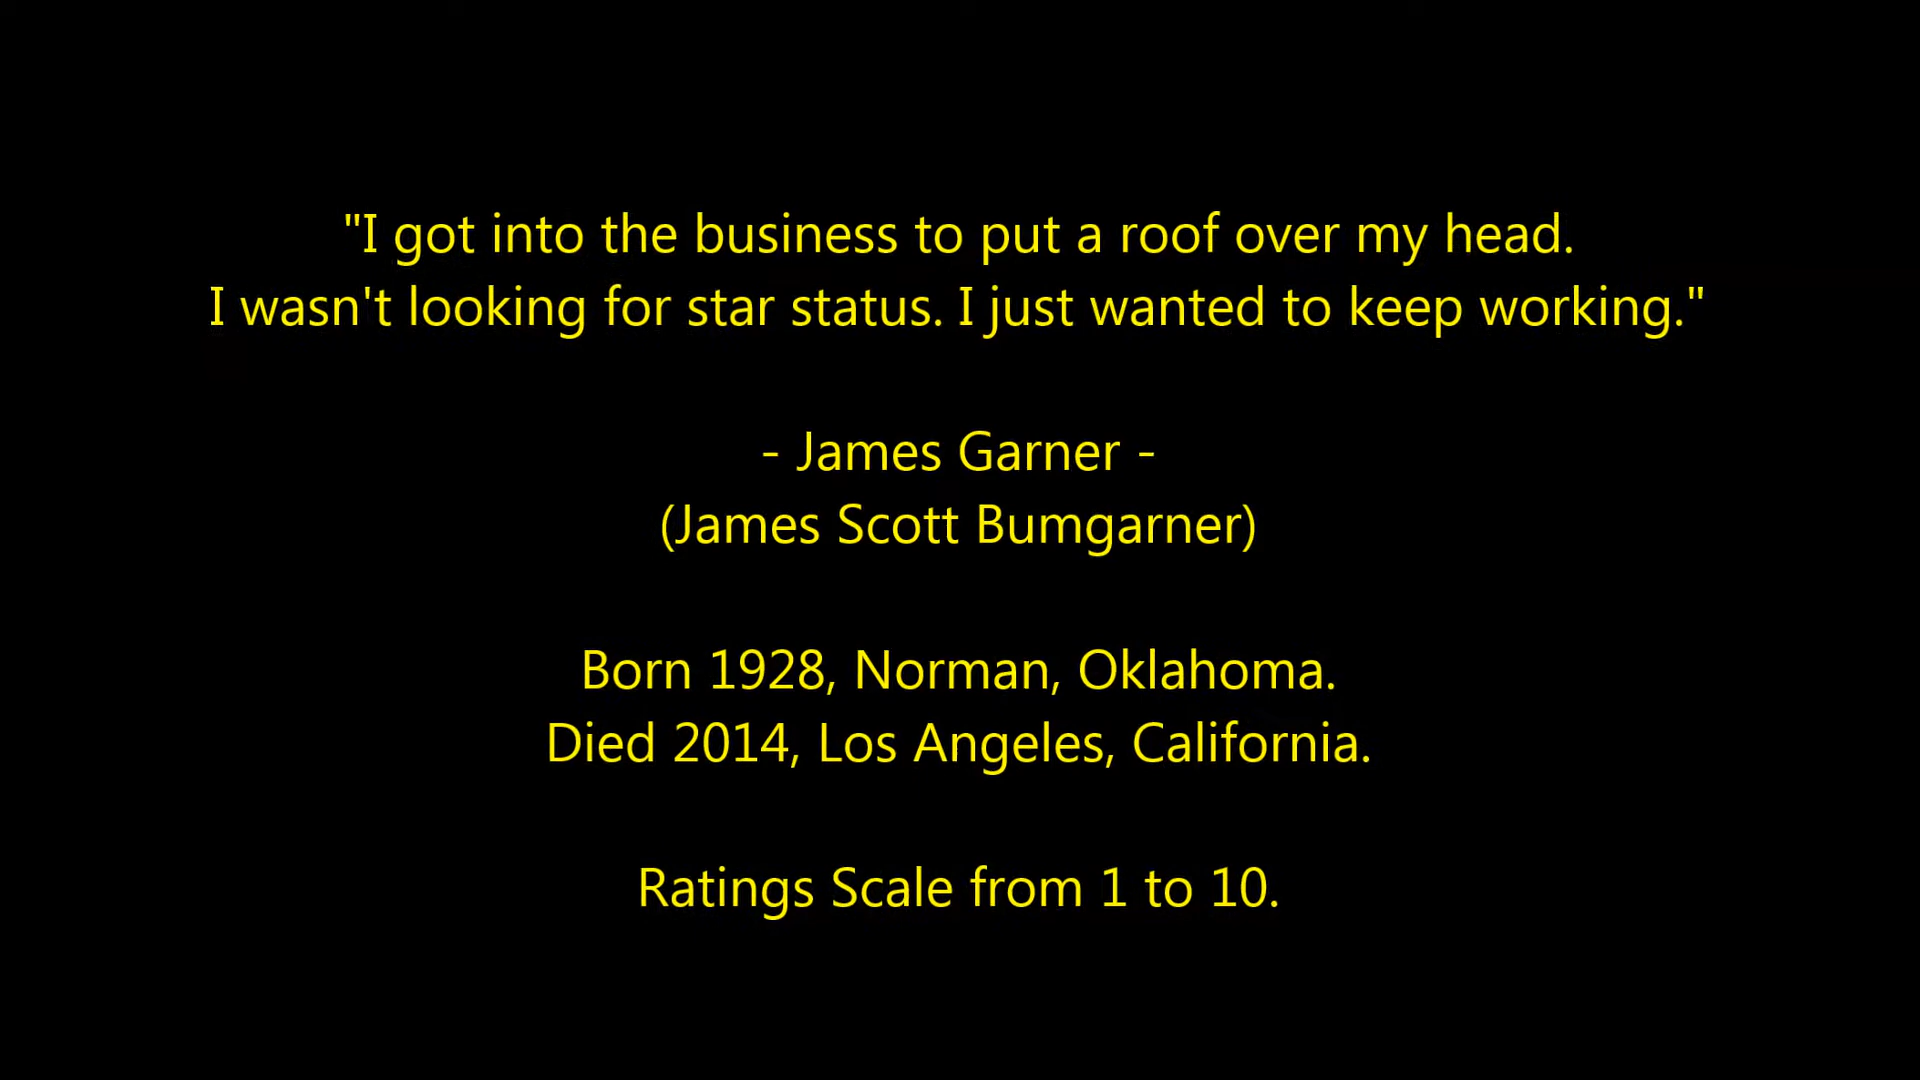 "I got into the business to put a roof over my head.
I wasn't looking for star status. I just wanted to keep working."
- James Garner -
(James Scott Bumgarner)
Born 1928, Norman, Oklahoma.
Died 2014, Los Angeles, California.
Ratings Scale from 1 to 10.